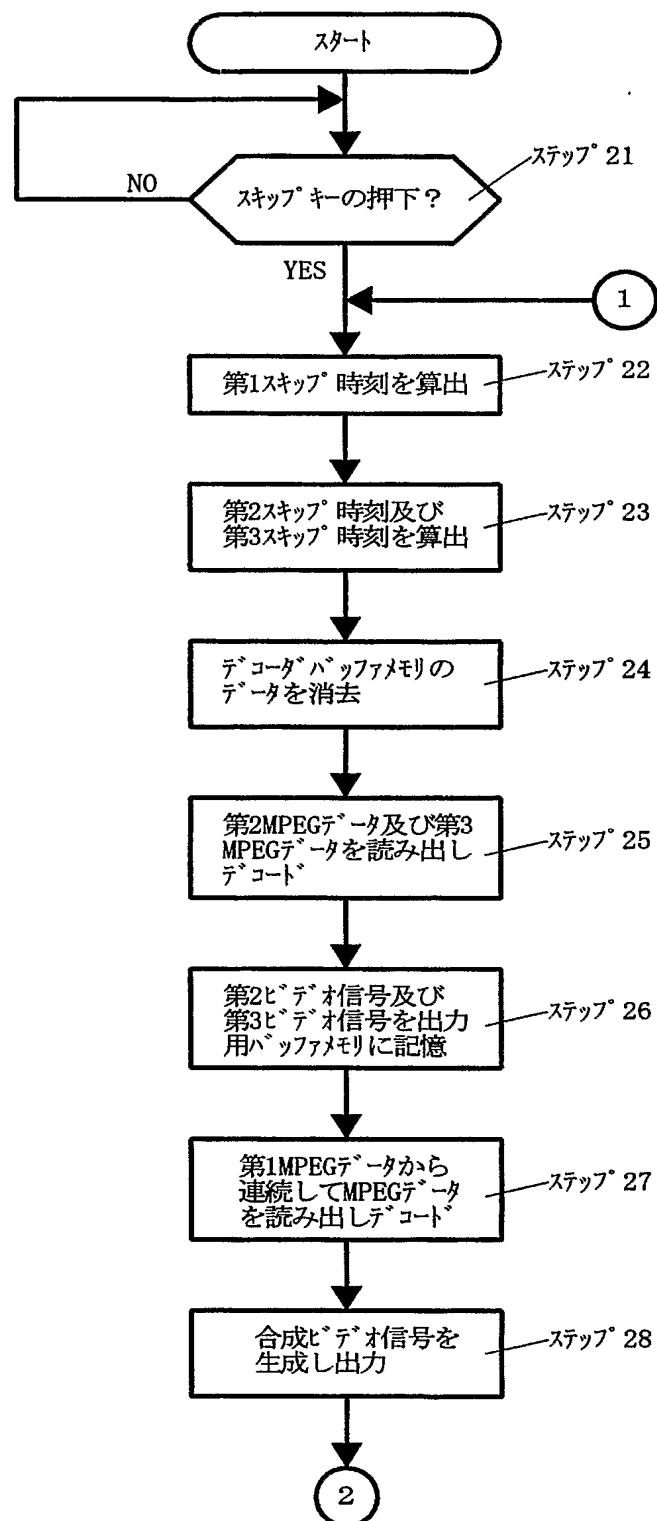 スタート
スキップキーの押下？
ステップ21
NO
YES
1
第1スキップ時刻を算出
ステップ22
第2スキップ時刻及び
第3スキップ時刻を算出
ステップ23
デコーダバッファメモリの
データを消去
ステップ24
第2MPEGデータ及び第3
MPEGデータを読み出し
デコード
ステップ25
第2ビデオ信号及び
第3ビデオ信号を出力
用バッファメモリに記憶
ステップ26
第1MPEGデータから
連続してMPEGデータ
を読み出しデコード
ステップ27
合成ビデオ信号を
生成し出力
ステップ28
2